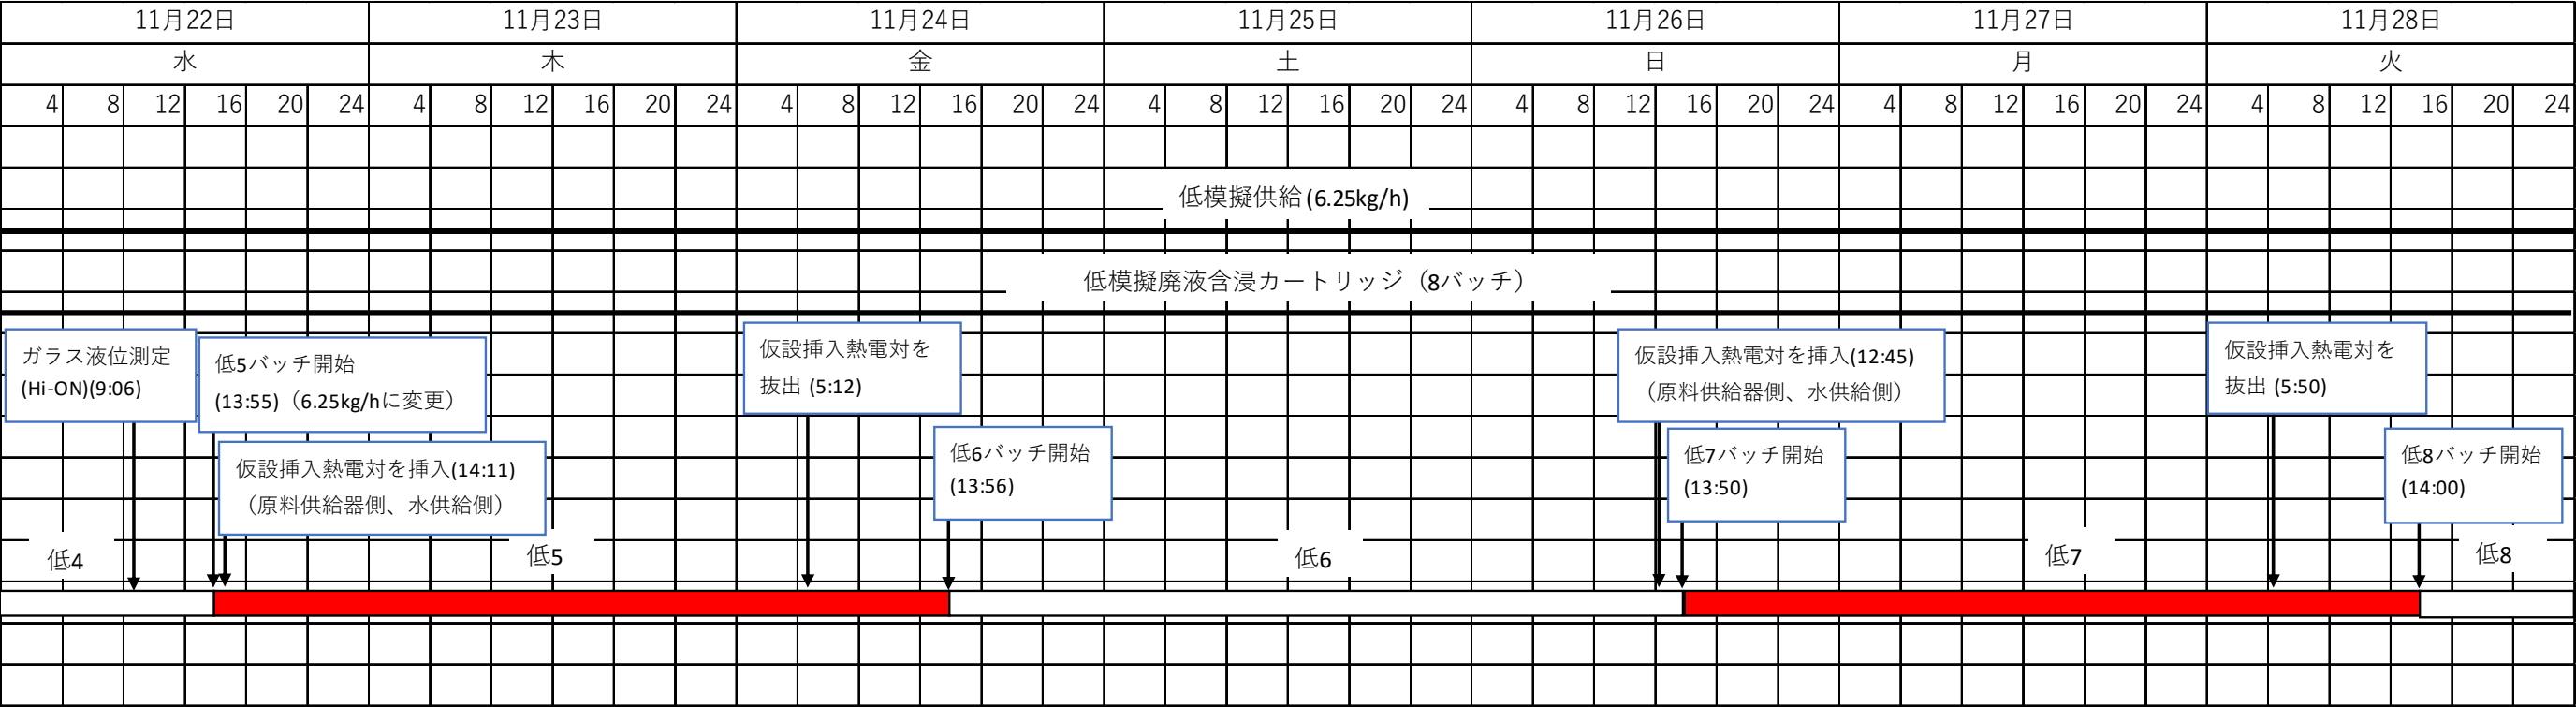 11月22日 11月23日 11月24日 11月25日 11月26日 11月27日 11月28日
水 木 金 土 日 月 火
4 8 12 16 20 24 4 8 12 16 20 24 4 8 12 16 20 24 4 8 12 16 20 24 4 8 12 16 20 24 4 8 12 16 20 24 4 8 12 16 20 24
低模擬供給(6.25kg/h)
低模擬廃液含浸カートリッジ（8バッチ）
ガラス液位測定
(Hi-ON)(9:06)
低5バッチ開始
(13:55)（6.25kg/hに変更）
仮設挿入熱電対を挿入(14:11)
（原料供給器側、水供給側）
仮設挿入熱電対を
抜出 (5:12)
低6バッチ開始
(13:56)
仮設挿入熱電対を挿入(12:45)
（原料供給器側、水供給側）
低7バッチ開始
(13:50)
仮設挿入熱電対を
抜出 (5:50)
低8バッチ開始
(14:00)
低4 低5 低6 低7 低8